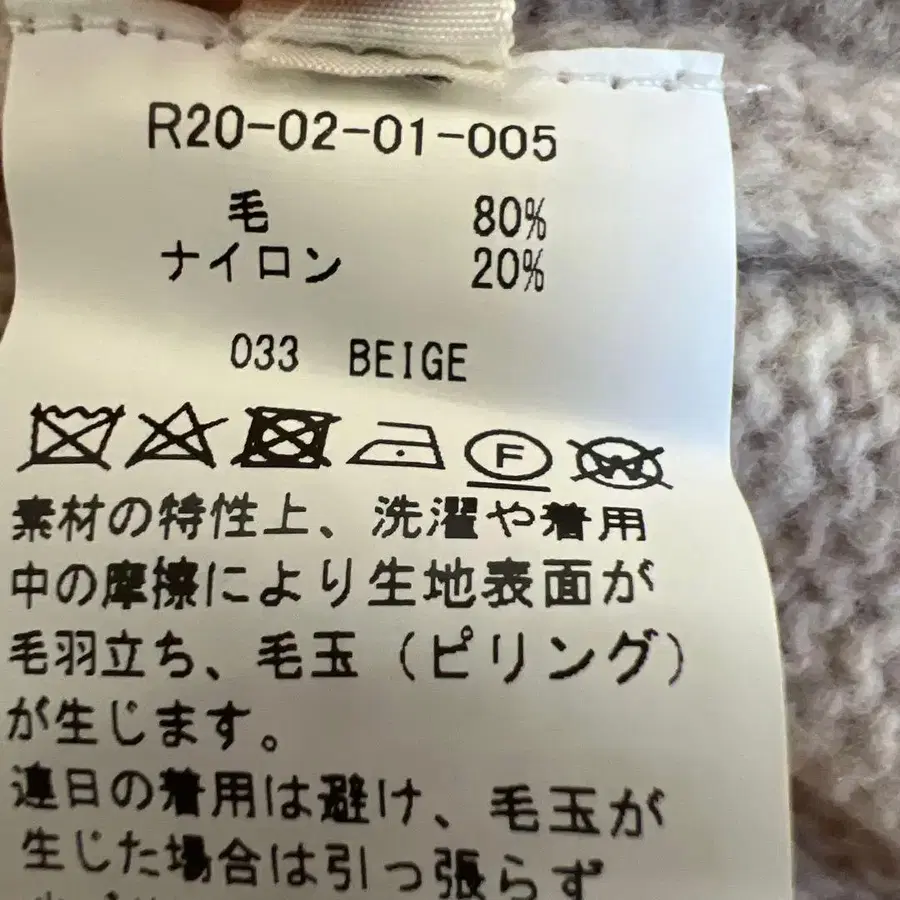 R20-02-01-005
毛 80%
ナイロン 20%
033 BEIGE
F W
素材の特性上、洗濯や着用
中の摩擦により生地表面が
毛羽立ち、毛玉（ピリング）
が生じます。
連日の着用は避け、毛玉が
生じた場合は引っ張らず